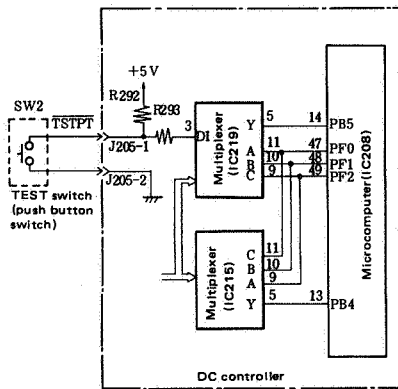 +5V
R292
R293
SW2
TSTPT
J205-1
J205-2
TEST switch
(push button
switch)
3
DI
Multiplexer
(IC219)
Y
A
B
C
5
11
10
9
14
47
48
49
PB5
PF0
PF1
PF2
Microcomputer(IC208)
Multiplexer
(IC215)
C
B
A
Y
11
10
9
5
13
PB4
DC controller